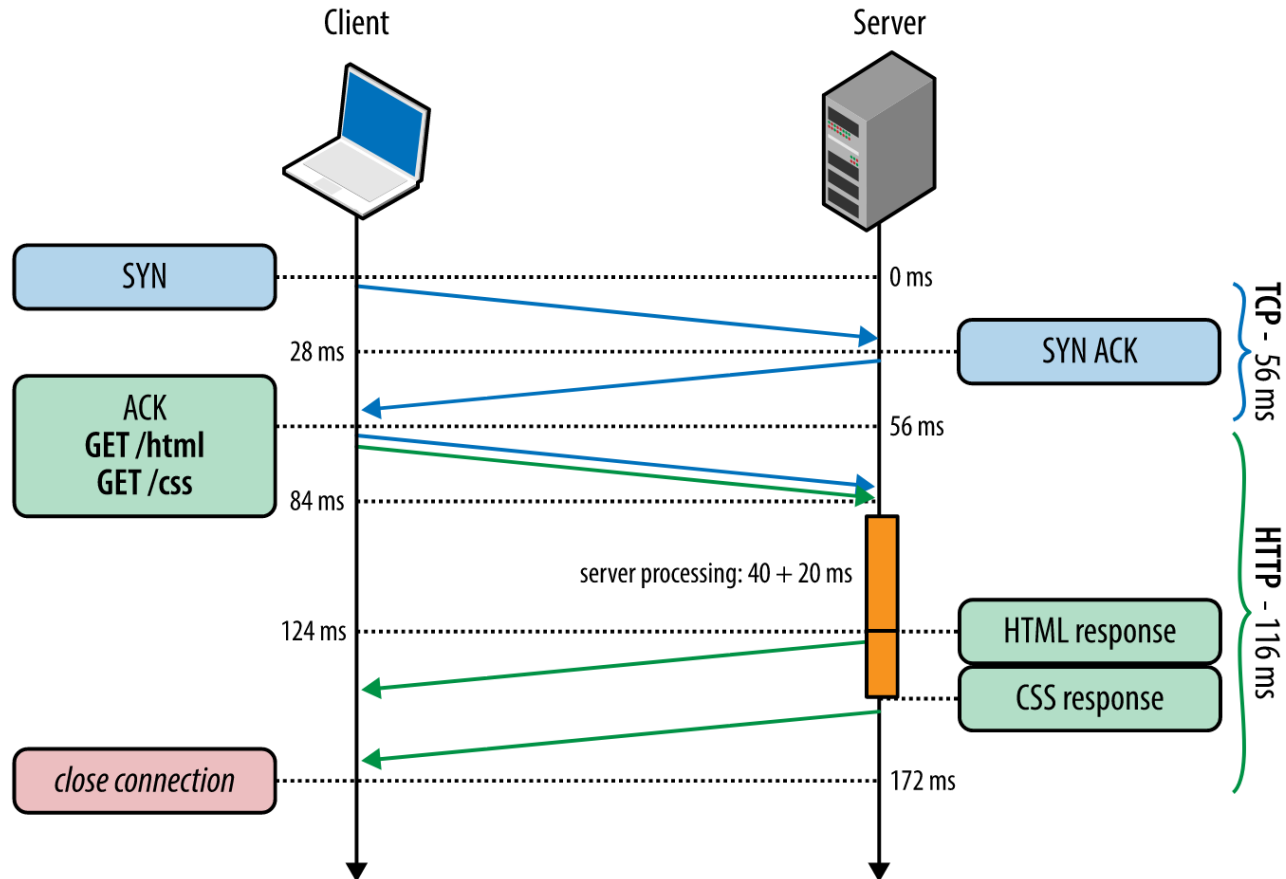 Client
Server
SYN
0 ms
28 ms
SYN ACK
TCP - 56 ms
ACK
GET /html
GET /css
56 ms
84 ms
server processing: 40 + 20 ms
124 ms
HTML response
CSS response
HTTP - 116 ms
close connection
172 ms